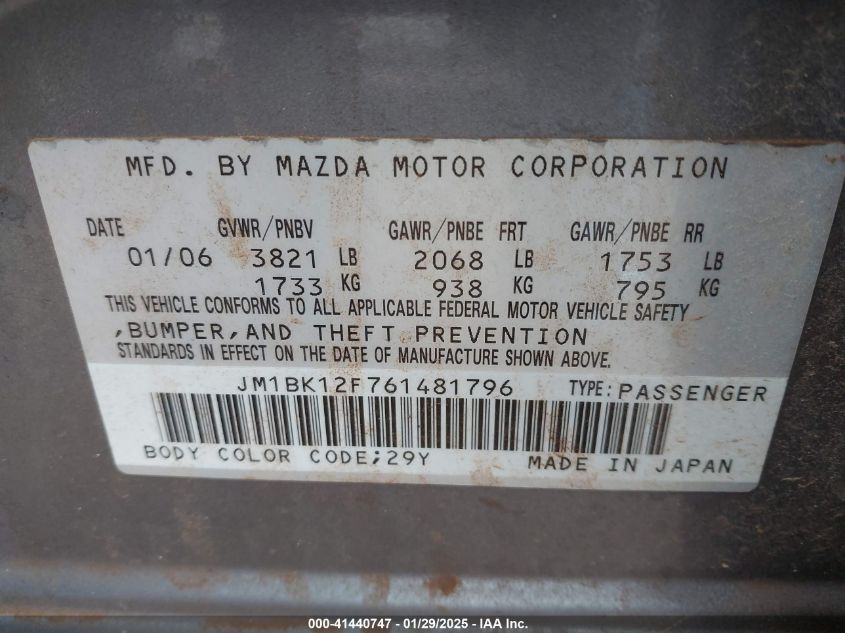 MFD. BY MAZDA MOTOR CORPORATION
DATE GVWR/PNBV GAWR/PNBE FRT GAWR/PNBE RR
01/06 3821 LB 2068 LB 1753 LB
1733 KG 938 KG 795 KG
THIS VEHICLE CONFORMS TO ALL APPLICABLE FEDERAL MOTOR VEHICLE SAFETY
,BUMPER,AND THEFT PREVENTION
STANDARDS IN EFFECT ON THE DATE OF MANUFACTURE SHOWN ABOVE.
JM1BK12F761481796 TYPE:PASSENGER
BODY COLOR CODE;29Y MADE IN JAPAN
000-41440747 - 01/29/2025 - IAA Inc.